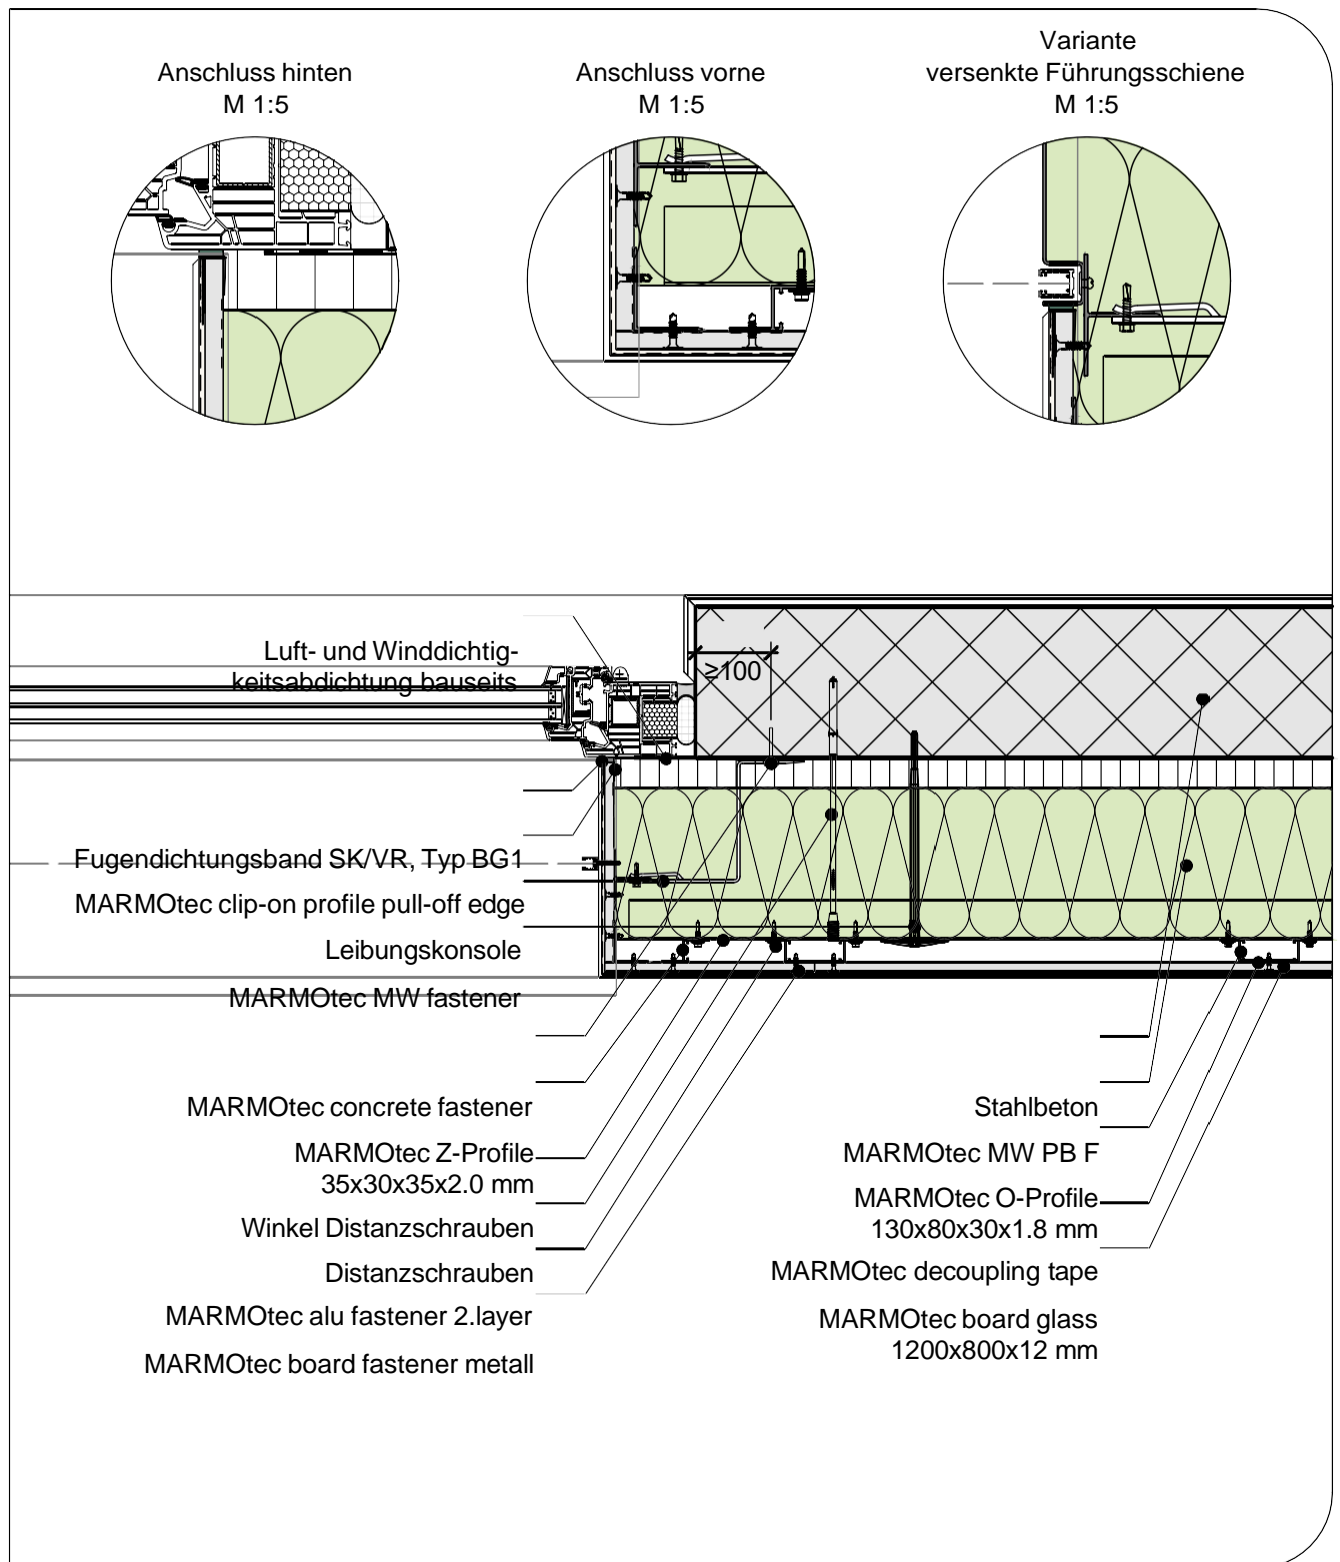 Anschluss hinten
M 1:5
Anschluss vorne
M 1:5
Variante
versenkte Führungsschiene
M 1:5
Luft- und Winddichtig-
keitsabdichtung bauseits
≥100
Fugendichtungsband SK/VR, Typ BG1
MARMOtec clip-on profile pull-off edge
Leibungskonsole
MARMOtec MW fastener
MARMOtec concrete fastener
MARMOtec Z-Profile
35x30x35x2.0 mm
Winkel Distanzschrauben
Distanzschrauben
MARMOtec alu fastener 2.layer
MARMOtec board fastener metall
Stahlbeton
MARMOtec MW PB F
MARMOtec O-Profile
130x80x30x1.8 mm
MARMOtec decoupling tape
MARMOtec board glass
1200x800x12 mm